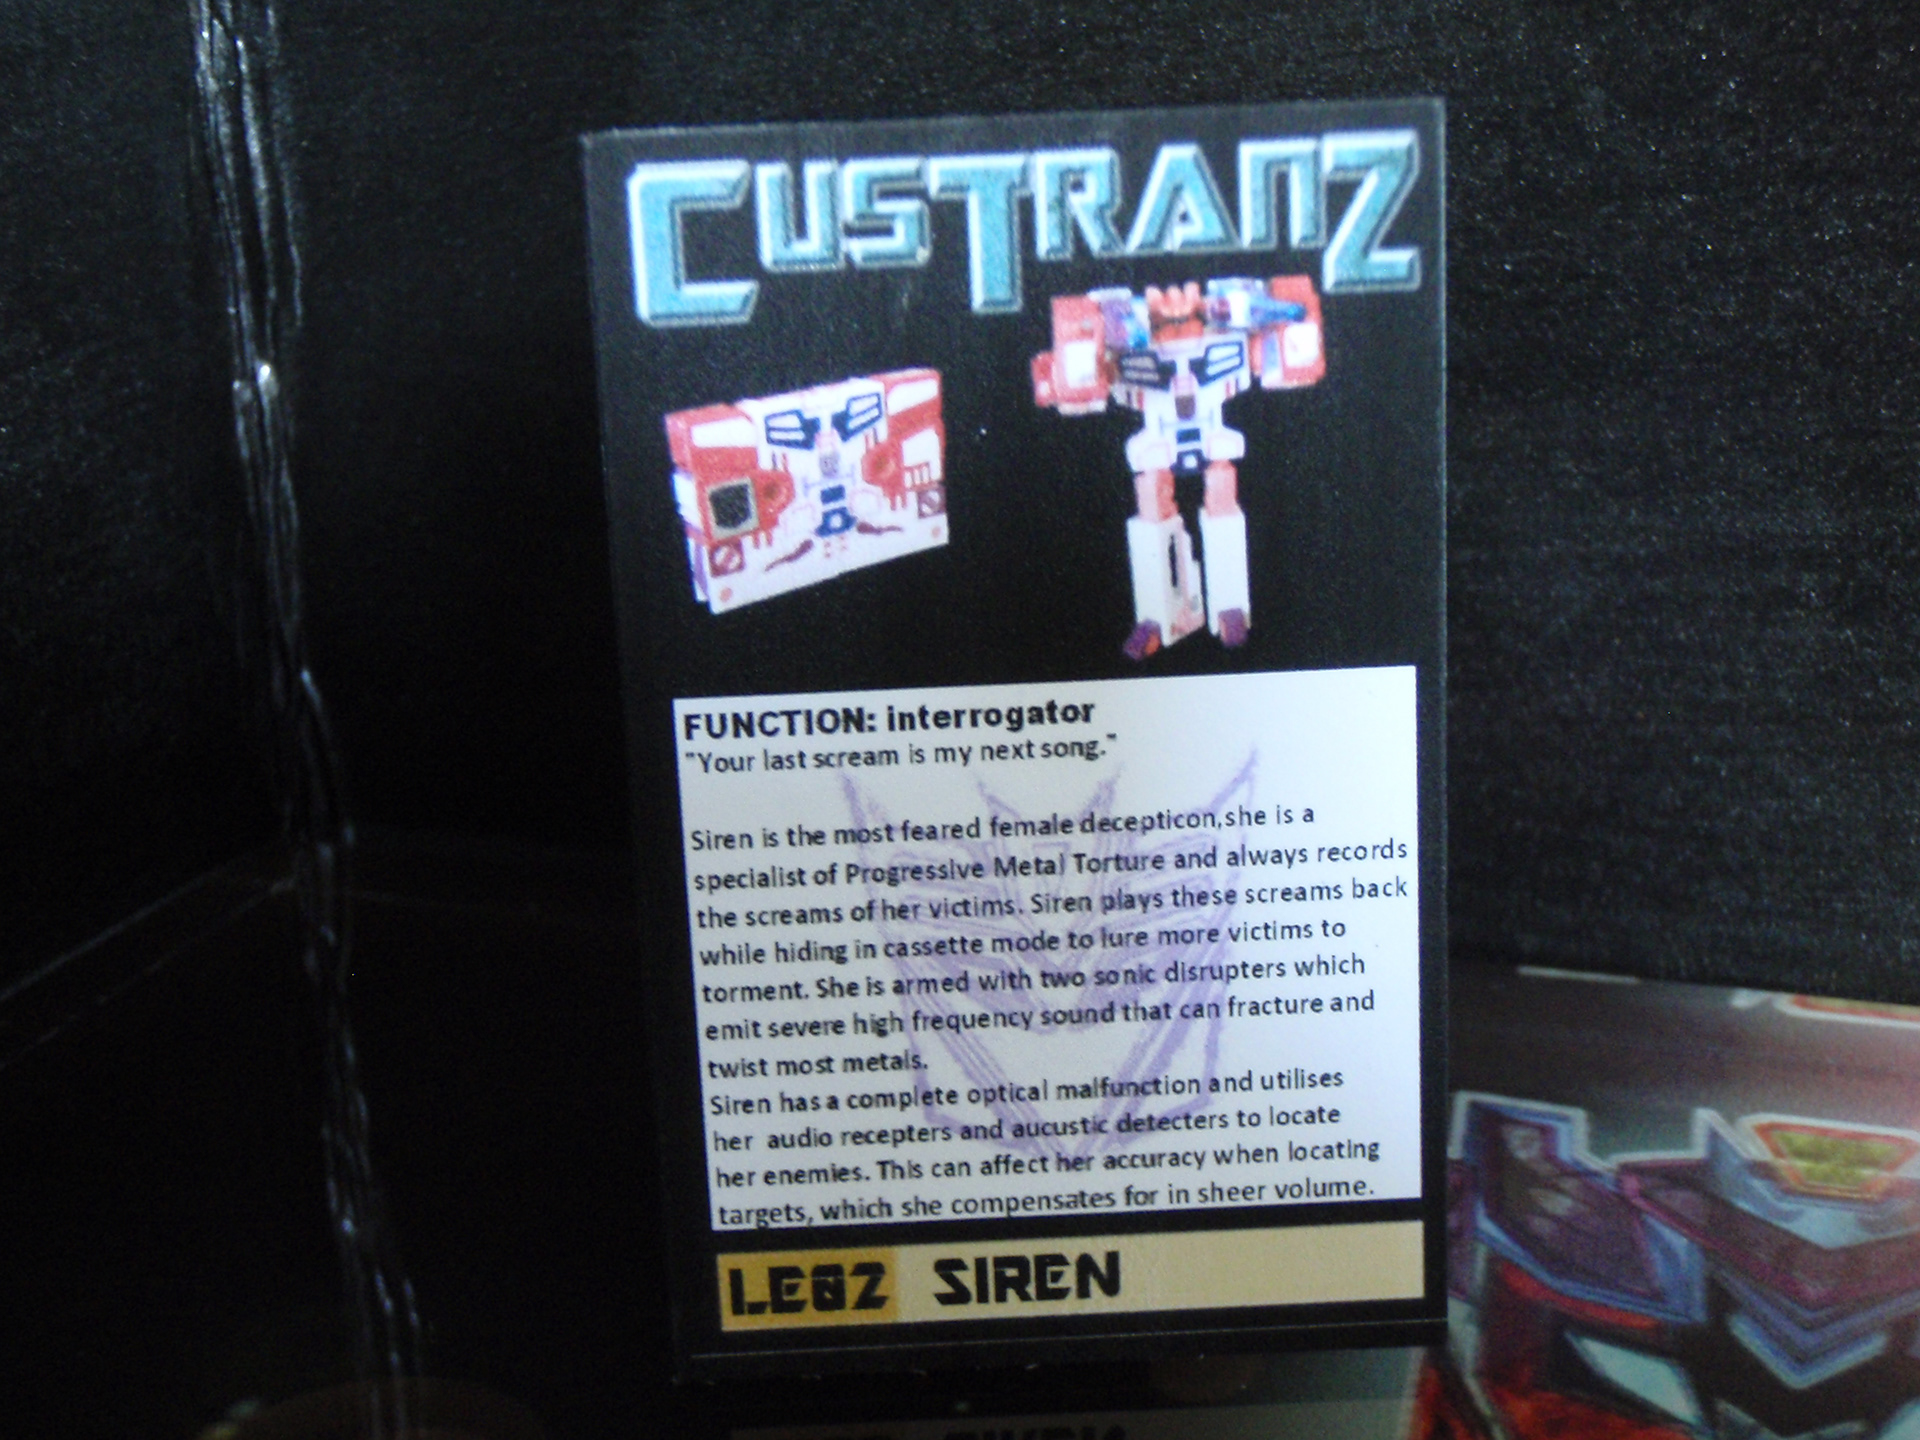 CUSTRANZ
FUNCTION: interrogator
"Your last scream is my next song."
Siren is the most feared female decepticon,she is a
specialist of Progressive Metal Torture and always records
the screams of her victims. Siren plays these screams back
while hiding in cassette mode to lure more victims to
torment. She is armed with two sonic disrupters which
emit severe high frequency sound that can fracture and
twist most metals.
Siren has a complete optical malfunction and utilises
her audio recepters and aucustic detecters to locate
her enemies. This can affect her accuracy when locating
targets, which she compensates for in sheer volume.
LE02 SIREN